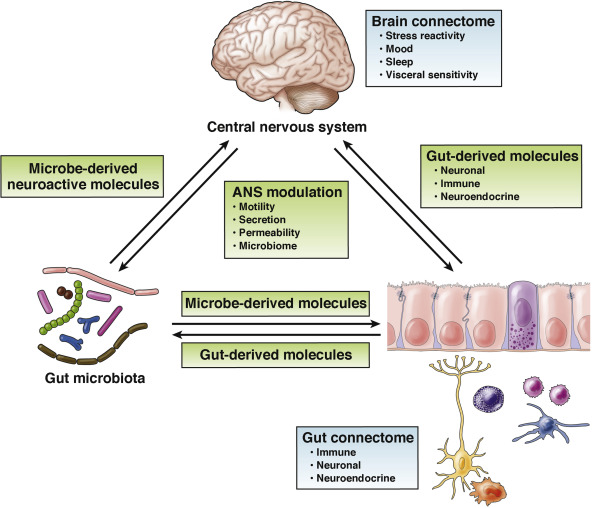 Brain connectome
• Stress reactivity
• Mood
• Sleep
• Visceral sensitivity
Central nervous system
Microbe-derived
neuroactive molecules
ANS modulation
• Motility
• Secretion
• Permeability
• Microbiome
Gut-derived molecules
• Neuronal
• Immune
• Neuroendocrine
Microbe-derived molecules
Gut-derived molecules
Gut microbiota
Gut connectome
• Immune
• Neuronal
• Neuroendocrine